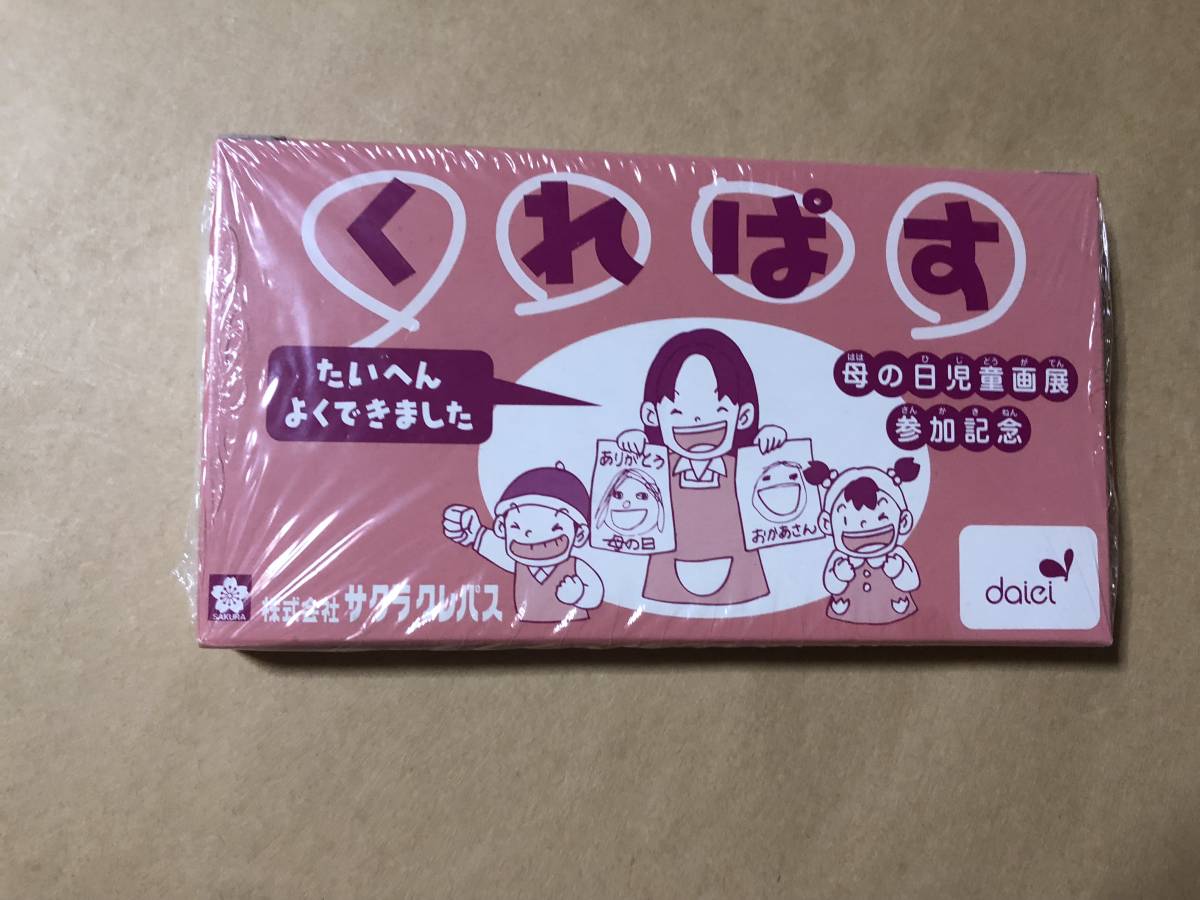 くれぱす
たいへん
よくできました
はは ひ じ どう が てん
母の日児童画展
さん か き ねん
参加記念
ありがとう
母の日
おかあさん
SAKURA
株式会社 サクラクレパス
daiei